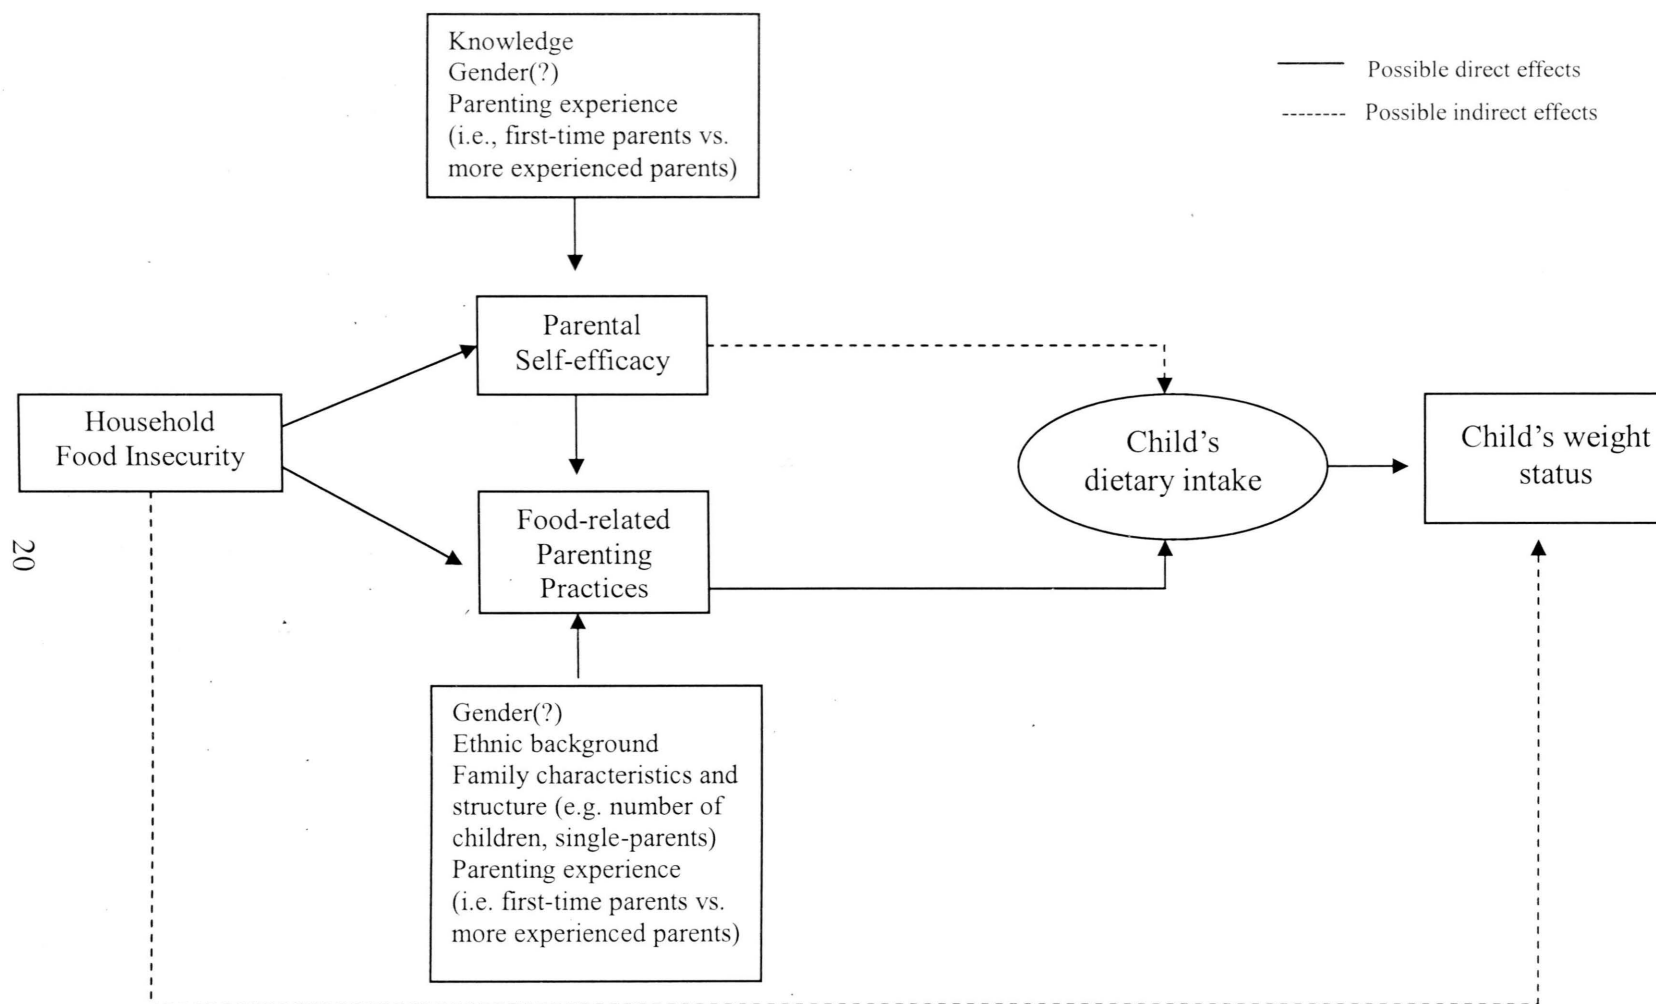 Knowledge
Gender(?)
Parenting experience
(i.e., first-time parents vs.
more experienced parents)
Possible direct effects
Possible indirect effects
Parental
Self-efficacy
Household
Food Insecurity
Child's
dietary intake
Child's weight
status
Food-related
Parenting
Practices
20
Gender(?)
Ethnic background
Family characteristics and
structure (e.g. number of
children, single-parents)
Parenting experience
(i.e. first-time parents vs.
more experienced parents)